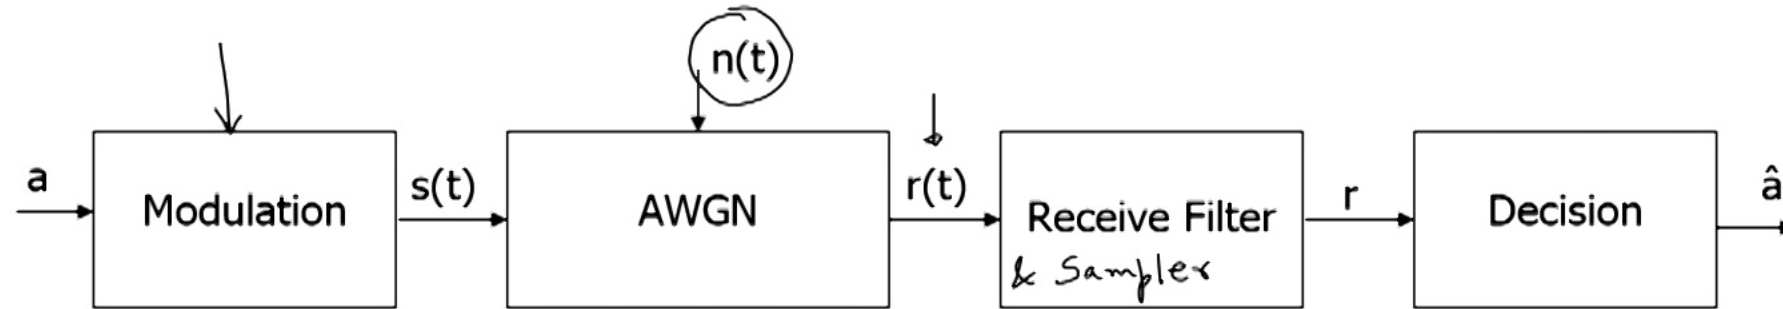 n(t)
a
Modulation
s(t)
AWGN
r(t)
Receive Filter
& Sampler
r
Decision
â